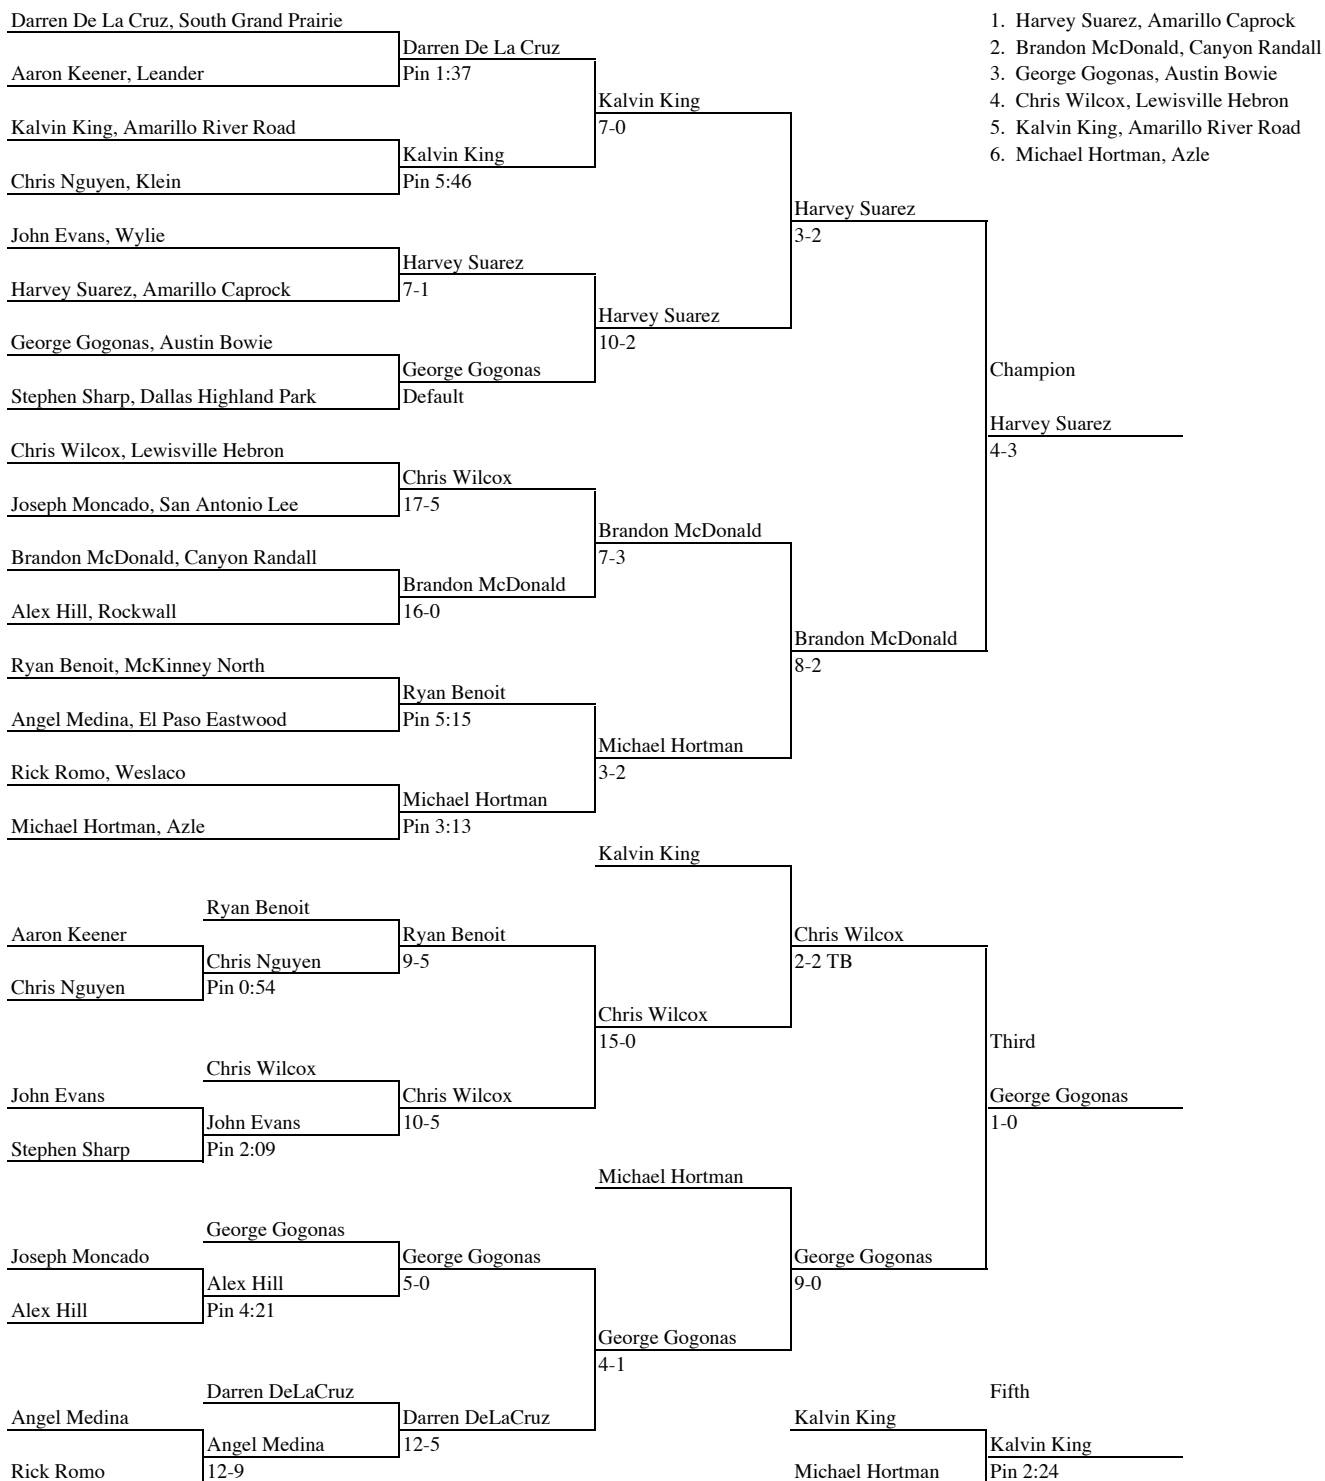 Darren De La Cruz, South Grand Prairie
1. Harvey Suarez, Amarillo Caprock
Darren De La Cruz
2. Brandon McDonald, Canyon Randall
Aaron Keener, Leander
Pin 1:37
3. George Gogonas, Austin Bowie
Kalvin King
4. Chris Wilcox, Lewisville Hebron
Kalvin King, Amarillo River Road
7-0
5. Kalvin King, Amarillo River Road
Kalvin King
6. Michael Hortman, Azle
Chris Nguyen, Klein
Pin 5:46
Harvey Suarez
John Evans, Wylie
3-2
Harvey Suarez
Harvey Suarez, Amarillo Caprock
7-1
Harvey Suarez
George Gogonas, Austin Bowie
10-2
George Gogonas
Champion
Stephen Sharp, Dallas Highland Park
Default
Harvey Suarez
Chris Wilcox, Lewisville Hebron
4-3
Chris Wilcox
Joseph Moncado, San Antonio Lee
17-5
Brandon McDonald
Brandon McDonald, Canyon Randall
7-3
Brandon McDonald
Alex Hill, Rockwall
16-0
Brandon McDonald
Ryan Benoit, McKinney North
8-2
Ryan Benoit
Angel Medina, El Paso Eastwood
Pin 5:15
Michael Hortman
Rick Romo, Weslaco
3-2
Michael Hortman
Michael Hortman, Azle
Pin 3:13
Kalvin King
Ryan Benoit
Aaron Keener
Ryan Benoit
Chris Wilcox
Chris Nguyen
9-5
2-2 TB
Chris Nguyen
Pin 0:54
Chris Wilcox
15-0
Third
Chris Wilcox
John Evans
Chris Wilcox
George Gogonas
John Evans
10-5
1-0
Stephen Sharp
Pin 2:09
Michael Hortman
George Gogonas
Joseph Moncado
George Gogonas
George Gogonas
Alex Hill
5-0
9-0
Alex Hill
Pin 4:21
George Gogonas
4-1
Darren DeLaCruz
Fifth
Angel Medina
Darren DeLaCruz
Kalvin King
Angel Medina
12-5
Kalvin King
Rick Romo
12-9
Michael Hortman
Pin 2:24